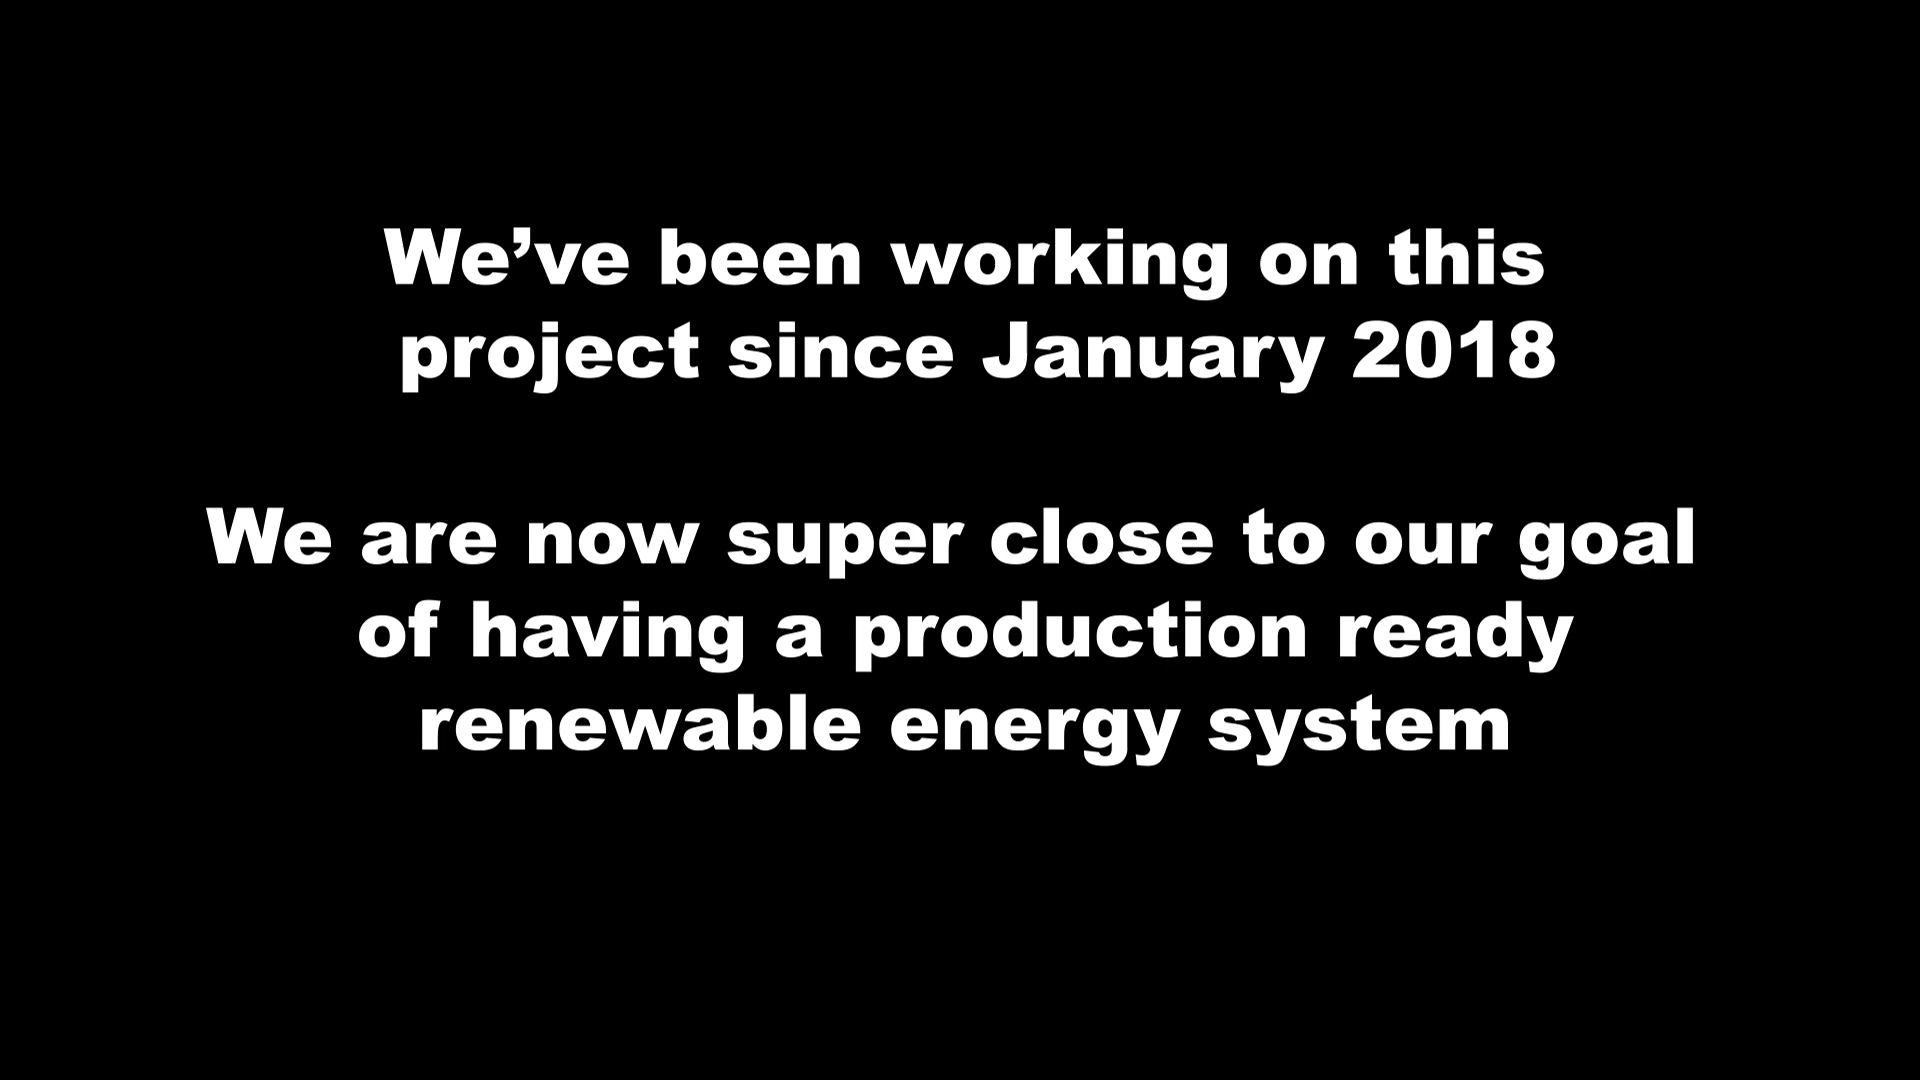 We’ve been working on this
project since January 2018
We are now super close to our goal
of having a production ready
renewable energy system